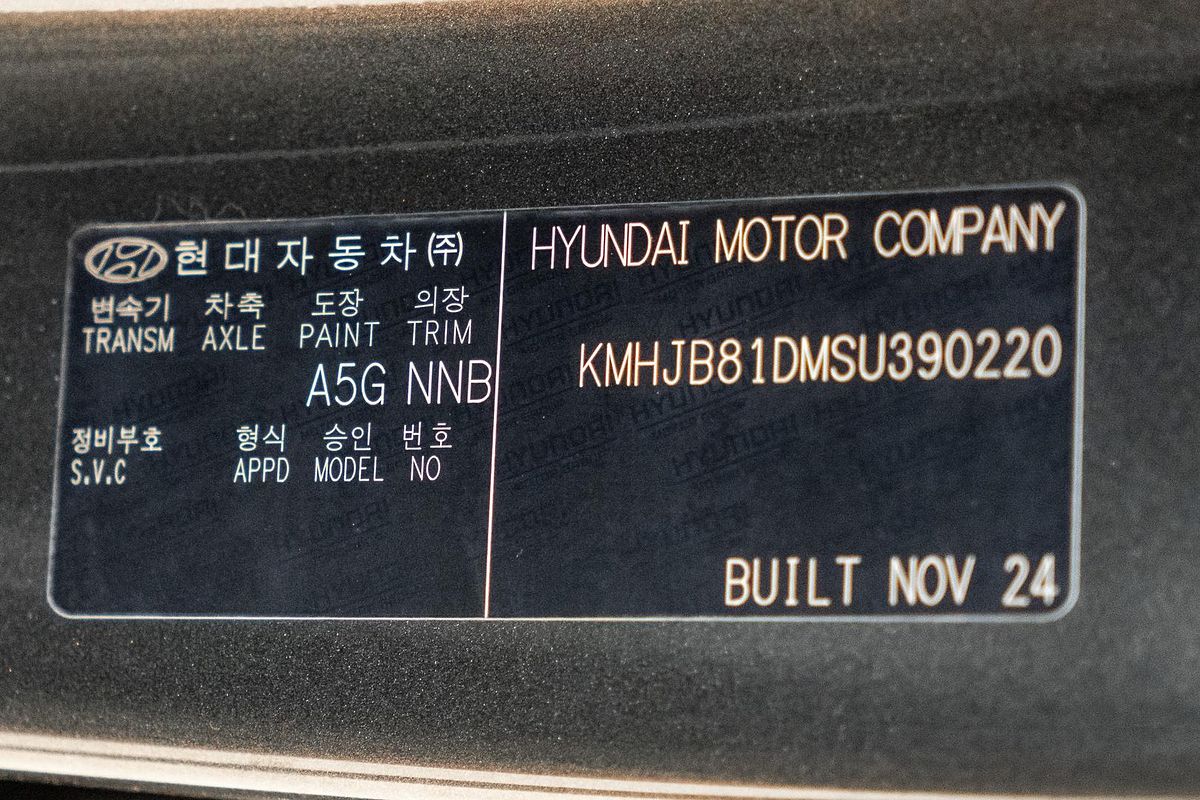 현대자동차㈜
변속기 차축 도장 의장
TRANSM AXLE PAINT TRIM
A5G NNB
정비부호 형식 승인 번호
S.V.C APPD MODEL NO
HYUNDAI MOTOR COMPANY
KMHJB81DMSU390220
BUILT NOV 24